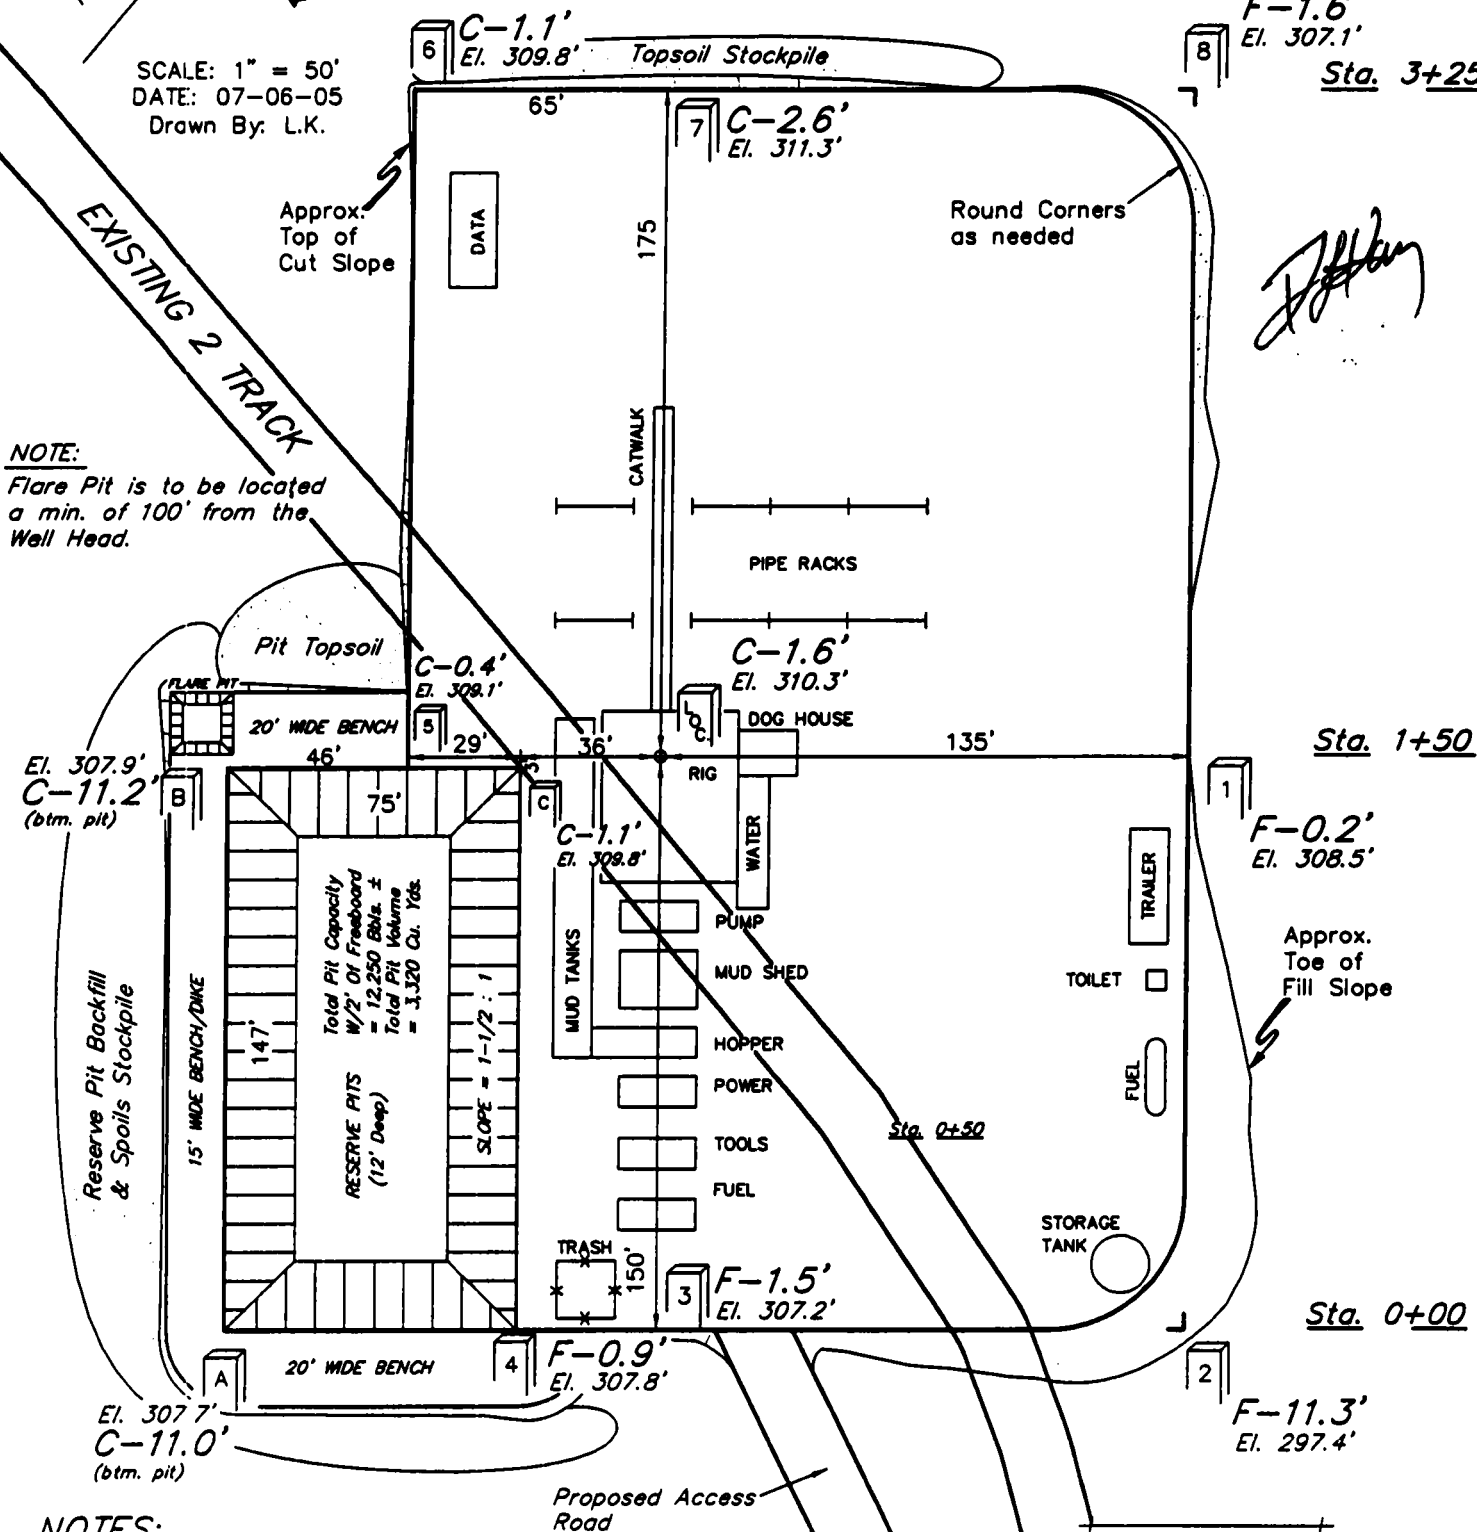 F-1.6'
El. 307.1'
8
Sta. 3+25
C-1.1'
El. 309.8'
6
Topsoil Stockpile
SCALE: 1" = 50'
DATE: 07-06-05
Drawn By: L.K.
65'
7
C-2.6'
El. 311.3'
Approx.
Top of
Cut Slope
DATA
175
Round Corners
as needed
EXISTING 2 TRACK
CATWALK
NOTE:
Flare Pit is to be located
a min. of 100' from the
Well Head.
PIPE RACKS
Pit Topsoil
C-0.4'
El. 309.1'
C-1.6'
El. 310.3'
FLARE PIT
20' WIDE BENCH
5
LOC.
DOG HOUSE
46'
29'
36'
135'
RIG
Sta. 1+50
El. 307.9'
C-11.2'
(btm. pit)
B
75'
C
1
F-0.2'
El. 308.5'
C-1.1'
El. 309.8'
WATER
TRAILER
Total Pit Capacity
W/2' Of Freeboard
= 12,250 Bbls. ±
Total Pit Volume
= 3,320 Cu. Yds.
PUMP
MUD TANKS
MUD SHED
TOILET
Approx.
Toe of
Fill Slope
Reserve Pit Backfill
& Spoils Stockpile
15' WIDE BENCH/DIKE
147'
RESERVE PITS
(12' Deep)
SLOPE = 1-1/2 : 1
HOPPER
POWER
FUEL
Sta. 0+50
TOOLS
FUEL
STORAGE
TANK
TRASH
150'
3
F-1.5'
El. 307.2'
Sta. 0+00
A
20' WIDE BENCH
4
F-0.9'
El. 307.8'
2
F-11.3'
El. 297.4'
El. 307.7'
C-11.0'
(btm. pit)
Proposed Access
Road
NOTES: